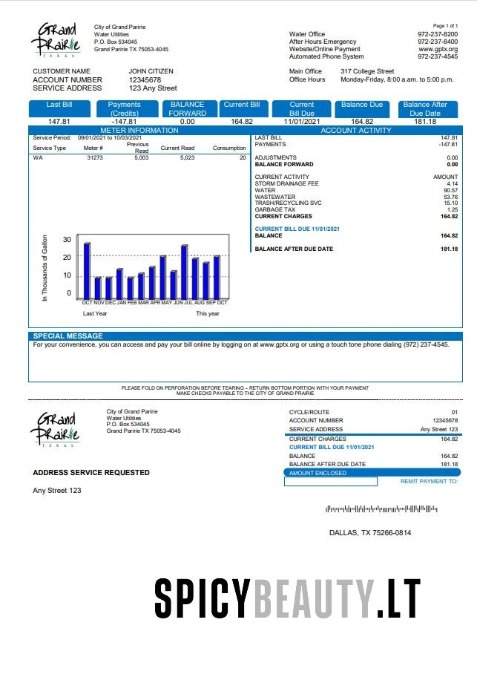 Page 1 of 1
Grand Prairie
TEXAS
City of Grand Paririe
Water Utilities
P.O. Box 534045
Grand Paririe TX 75053-4045
Water Office 972-237-8200
After Hours Emergency 972-237-8400
Website/Online Payment www.gptx.org
Automated Phone System 972-237-4545
CUSTOMER NAME JOHN CITIZEN
ACCOUNT NUMBER 12345678
SERVICE ADDRESS 123 Any Street
Main Office 317 College Street
Office Hours Monday-Friday, 8:00 a.m. to 5:00 p.m.
Last Bill Payments (Credits) BALANCE FORWARD Current Bill Current Bill Due Balance Due Balance After Due Date
147.81 -147.81 0.00 164.82 11/01/2021 164.82 181.18
METER INFORMATION
Service Period: 09/01/2021 to 10/03/2021
Service Type Meter # Previous Read Current Read Consumption
WA 31273 5,003 5,023 20
ACCOUNT ACTIVITY
LAST BILL 147.81
PAYMENTS -147.81
ADJUSTMENTS 0.00
BALANCE FORWARD 0.00
CURRENT ACTIVITY AMOUNT
STORM DRAINAGE FEE 4.14
WATER 90.57
WASTEWATER 53.76
TRASH/RECYCLING SVC 15.10
GARBAGE TAX 1.25
CURRENT CHARGES 164.82
CURRENT BILL DUE 11/01/2021
BALANCE 164.82
BALANCE AFTER DUE DATE 181.18
In Thousands of Gallon
30
20
10
0
OCT NOV DEC JAN FEB MAR APR MAY JUN JUL AUG SEP OCT
Last Year This year
SPECIAL MESSAGE
For your convenience, you can access and pay your bill online by logging on at www.gptx.org or using a touch tone phone dialing (972) 237-4545.
PLEASE FOLD ON PERFORATION BEFORE TEARING – RETURN BOTTOM PORTION WITH YOUR PAYMENT
MAKE CHECKS PAYABLE TO THE CITY OF GRAND PRAIRIE
Grand Prairie
TEXAS
City of Grand Paririe
Water Utilities
P.O. Box 534045
Grand Paririe TX 75053-4045
CYCLE/ROUTE 01
ACCOUNT NUMBER 12345678
SERVICE ADDRESS Any Street 123
CURRENT CHARGES 164.82
CURRENT BILL DUE 11/01/2021
BALANCE 164.82
BALANCE AFTER DUE DATE 181.18
AMOUNT ENCLOSED
REMIT PAYMENT TO:
ADDRESS SERVICE REQUESTED
Any Street 123
DALLAS, TX 75266-0814
SPICYBEAUTY.LT